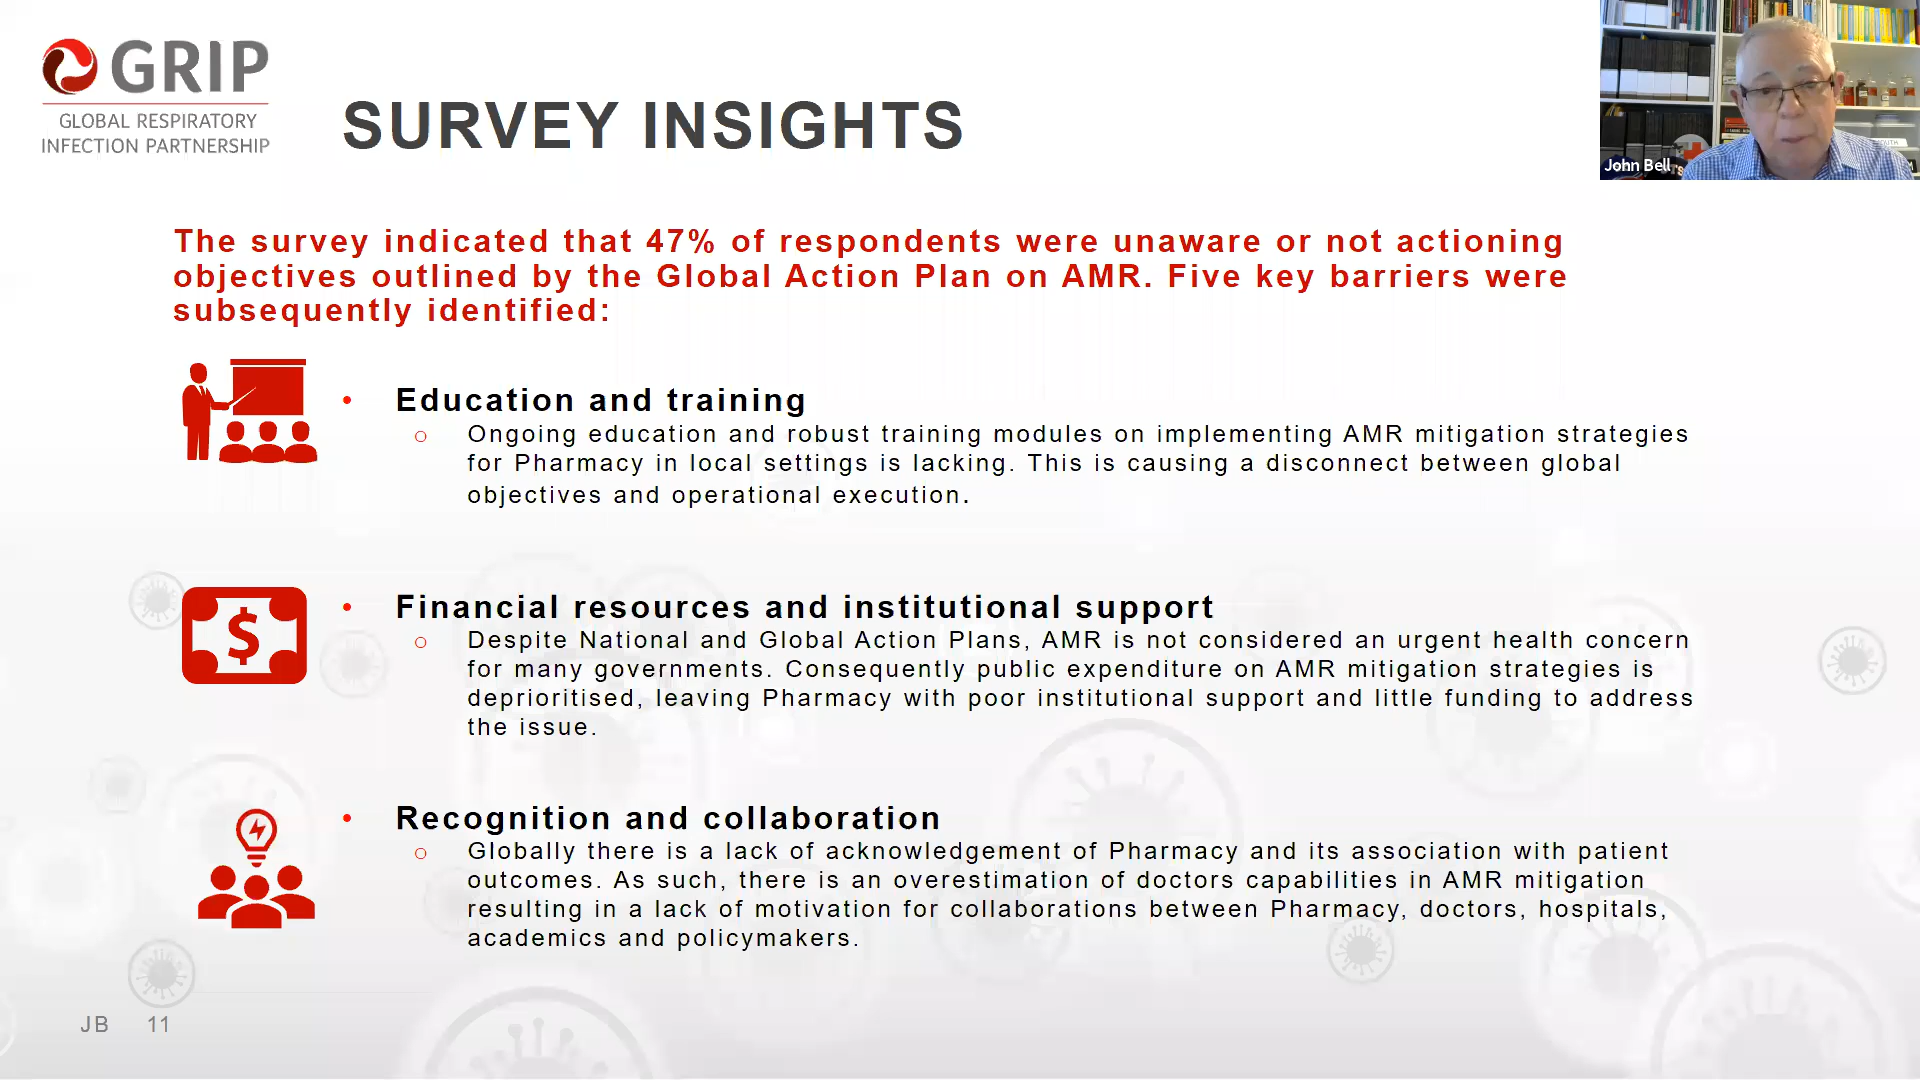 GRIP
GLOBAL RESPIRATORY
INFECTION PARTNERSHIP
SURVEY INSIGHTS
John Bell
The survey indicated that 47% of respondents were unaware or not actioning
objectives outlined by the Global Action Plan on AMR. Five key barriers were
subsequently identified:
• Education and training
○ Ongoing education and robust training modules on implementing AMR mitigation strategies
for Pharmacy in local settings is lacking. This is causing a disconnect between global
objectives and operational execution.
$
• Financial resources and institutional support
○ Despite National and Global Action Plans, AMR is not considered an urgent health concern
for many governments. Consequently public expenditure on AMR mitigation strategies is
deprioritised, leaving Pharmacy with poor institutional support and little funding to address
the issue.
• Recognition and collaboration
○ Globally there is a lack of acknowledgement of Pharmacy and its association with patient
outcomes. As such, there is an overestimation of doctors capabilities in AMR mitigation
resulting in a lack of motivation for collaborations between Pharmacy, doctors, hospitals,
academics and policymakers.
JB 11